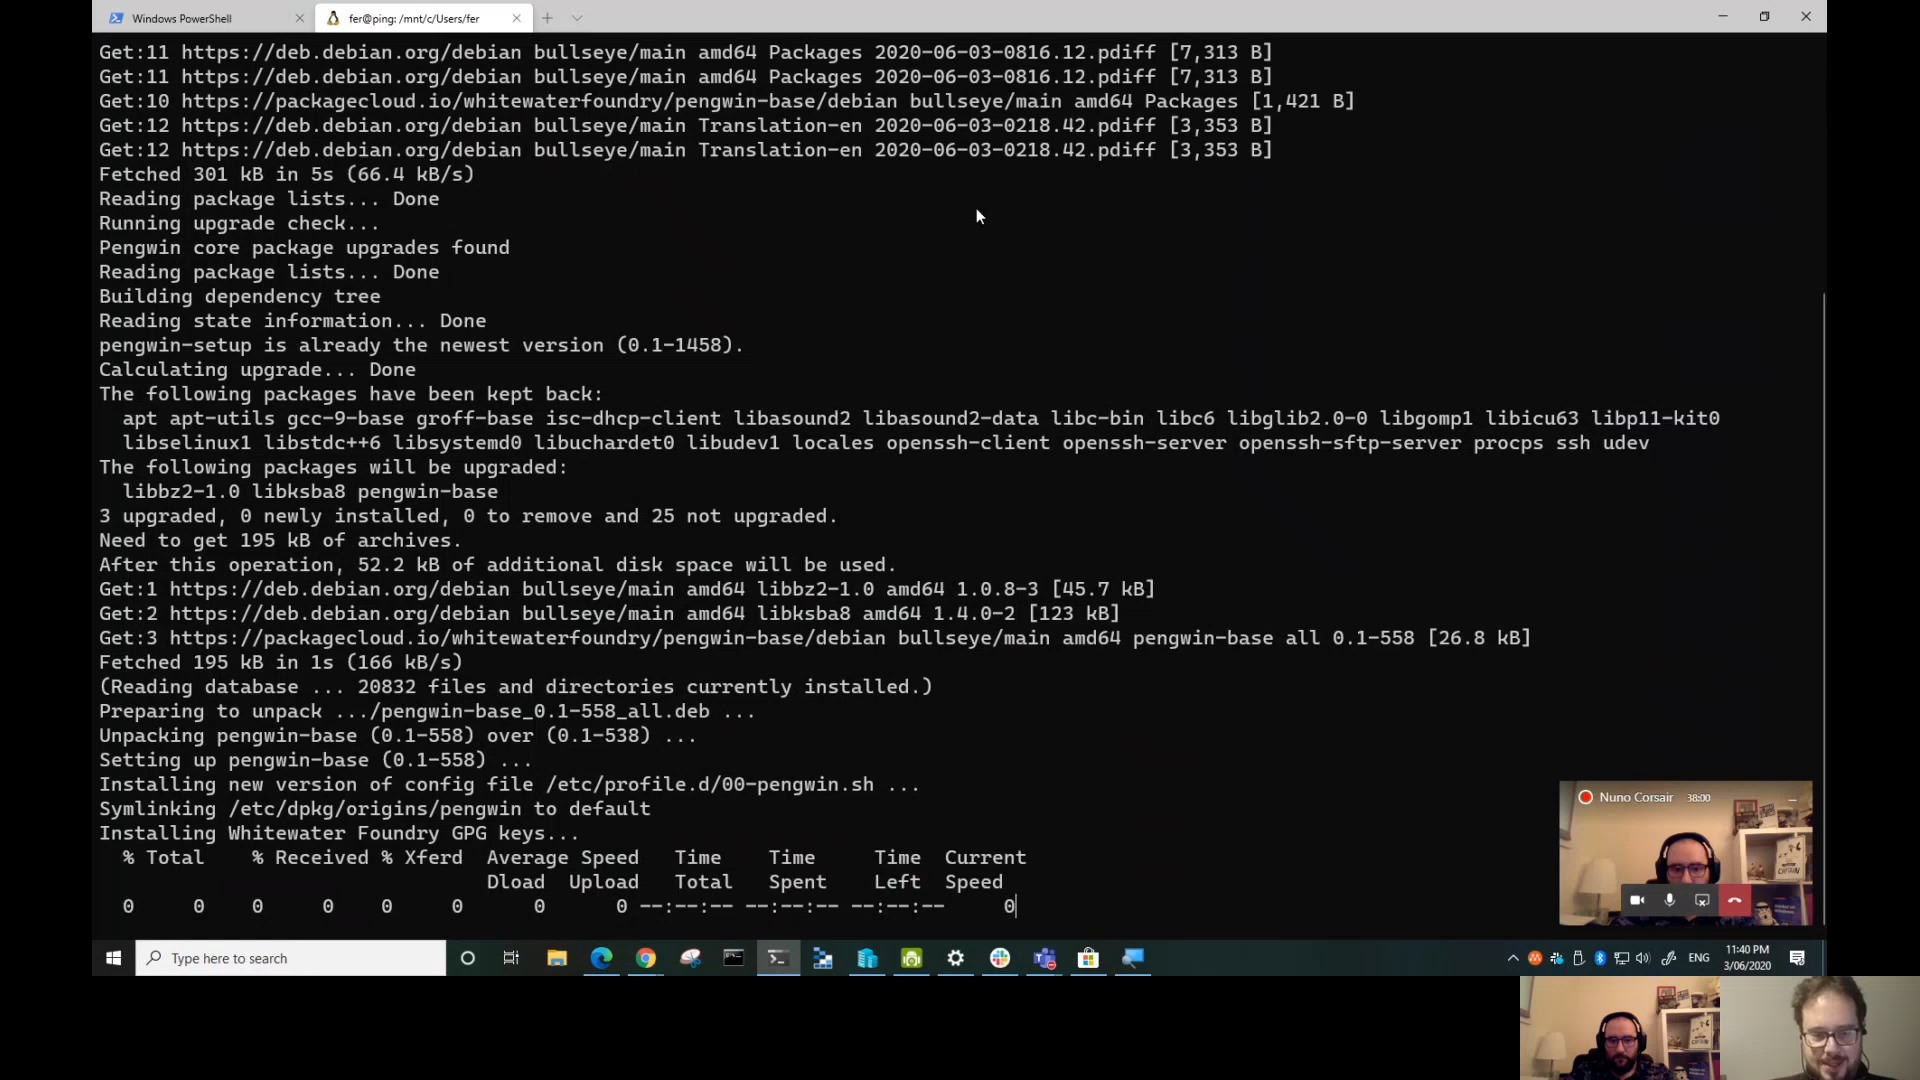 Windows PowerShell
fer@ping: /mnt/c/Users/fer
Get:11 https://deb.debian.org/debian bullseye/main amd64 Packages 2020-06-03-0816.12.pdiff [7,313 B]
Get:11 https://deb.debian.org/debian bullseye/main amd64 Packages 2020-06-03-0816.12.pdiff [7,313 B]
Get:10 https://packagecloud.io/whitewaterfoundry/pengwin-base/debian bullseye/main amd64 Packages [1,421 B]
Get:12 https://deb.debian.org/debian bullseye/main Translation-en 2020-06-03-0218.42.pdiff [3,353 B]
Get:12 https://deb.debian.org/debian bullseye/main Translation-en 2020-06-03-0218.42.pdiff [3,353 B]
Fetched 301 kB in 5s (66.4 kB/s)
Reading package lists... Done
Running upgrade check...
Pengwin core package upgrades found
Reading package lists... Done
Building dependency tree
Reading state information... Done
pengwin-setup is already the newest version (0.1-1458).
Calculating upgrade... Done
The following packages have been kept back:
apt apt-utils gcc-9-base groff-base isc-dhcp-client libasound2 libasound2-data libc-bin libc6 libglib2.0-0 libgomp1 libicu63 libp11-kit0
libselinux1 libstdc++6 libsystemd0 libuchardet0 libudev1 locales openssh-client openssh-server openssh-sftp-server procps ssh udev
The following packages will be upgraded:
libbz2-1.0 libksba8 pengwin-base
3 upgraded, 0 newly installed, 0 to remove and 25 not upgraded.
Need to get 195 kB of archives.
After this operation, 52.2 kB of additional disk space will be used.
Get:1 https://deb.debian.org/debian bullseye/main amd64 libbz2-1.0 amd64 1.0.8-3 [45.7 kB]
Get:2 https://deb.debian.org/debian bullseye/main amd64 libksba8 amd64 1.4.0-2 [123 kB]
Get:3 https://packagecloud.io/whitewaterfoundry/pengwin-base/debian bullseye/main amd64 pengwin-base all 0.1-558 [26.8 kB]
Fetched 195 kB in 1s (166 kB/s)
(Reading database ... 20832 files and directories currently installed.)
Preparing to unpack .../pengwin-base_0.1-558_all.deb ...
Unpacking pengwin-base (0.1-558) over (0.1-538) ...
Setting up pengwin-base (0.1-558) ...
Installing new version of config file /etc/profile.d/00-pengwin.sh ...
Symlinking /etc/dpkg/origins/pengwin to default
Installing Whitewater Foundry GPG keys...
% Total % Received % Xferd Average Speed Time Time Time Current
Dload Upload Total Spent Left Speed
0 0 0 0 0 0 0 0 --:--:-- --:--:-- --:--:-- 0
Nuno Corsair 38:00
Type here to search
ENG
11:40 PM
3/06/2020